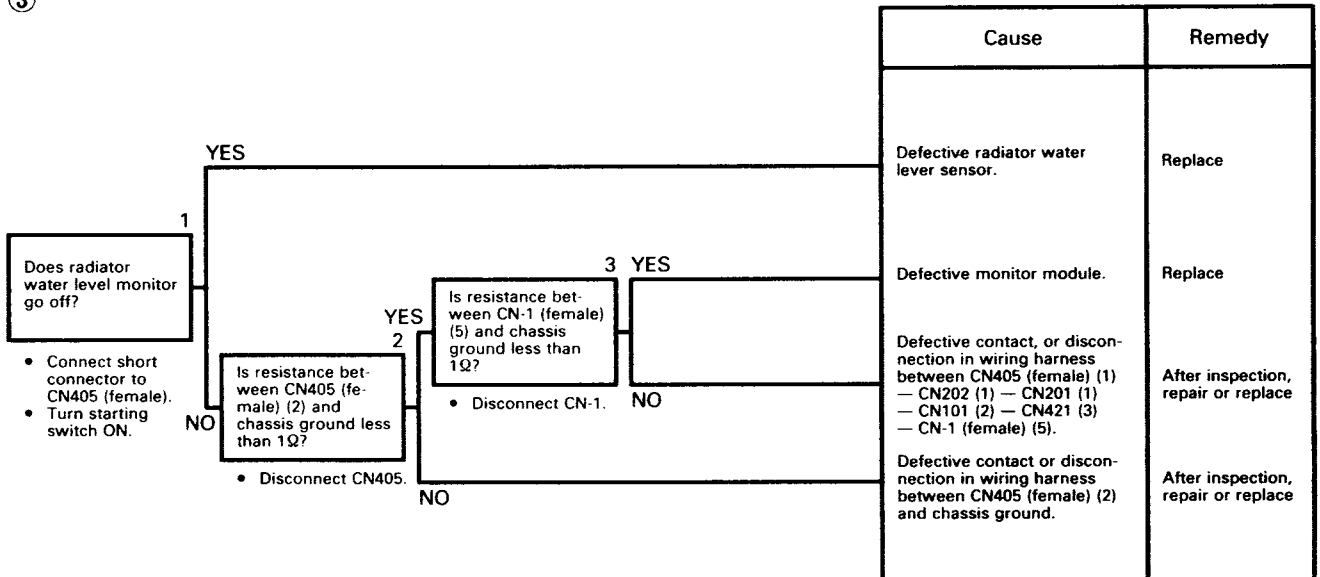 ③
Cause
Remedy
YES
Defective radiator water
lever sensor.
Replace
1
Does radiator
water level monitor
go off?
• Connect short
connector to
CN405 (female).
• Turn starting
switch ON.
NO
YES
2
Is resistance bet-
ween CN405 (fe-
male) (2) and
chassis ground less
than 1Ω?
• Disconnect CN405.
3 YES
Is resistance bet-
ween CN-1 (female)
(5) and chassis
ground less than
1Ω?
• Disconnect CN-1.
NO
Defective monitor module.
Replace
Defective contact, or discon-
nection in wiring harness
between CN405 (female) (1)
— CN202 (1) — CN201 (1)
— CN101 (2) — CN421 (3)
— CN-1 (female) (5).
After inspection,
repair or replace
NO
Defective contact or discon-
nection in wiring harness
between CN405 (female) (2)
and chassis ground.
After inspection,
repair or replace